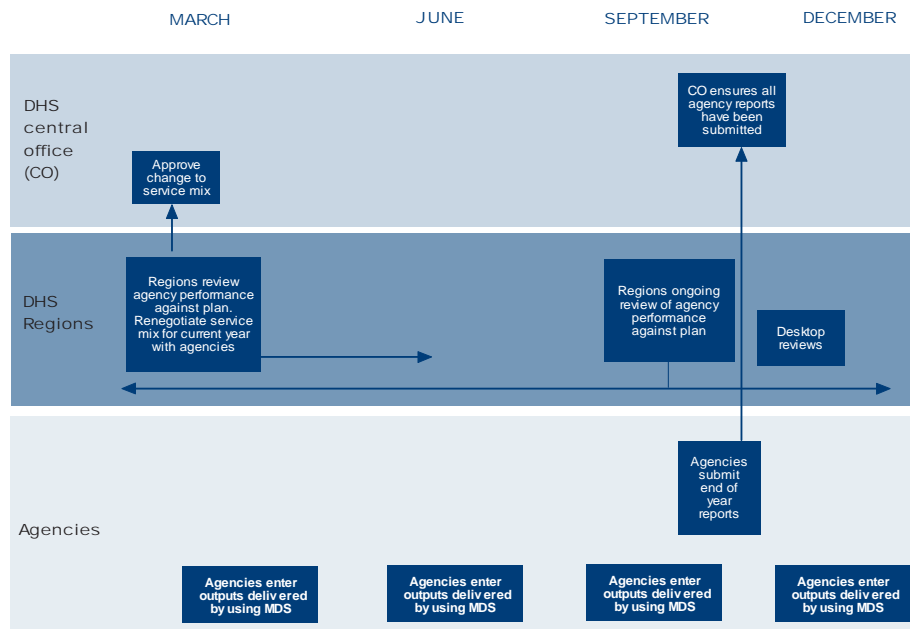 MARCH
JUNE
SEPTEMBER
DECEMBER
DHS
central
office
(CO)
Approve
change to
service mix
CO ensures all
agency reports
have been
submitted
DHS
Regions
Regions review
agency performance
against plan.
Renegotiate service
mix for current year
with agencies
Regions ongoing
review of agency
performance
against plan
Desktop
reviews
Agencies
Agencies
submit
end of
year
reports
Agencies enter
outputs delivered
by using MDS
Agencies enter
outputs delivered
by using MDS
Agencies enter
outputs delivered
by using MDS
Agencies enter
outputs delivered
by using MDS